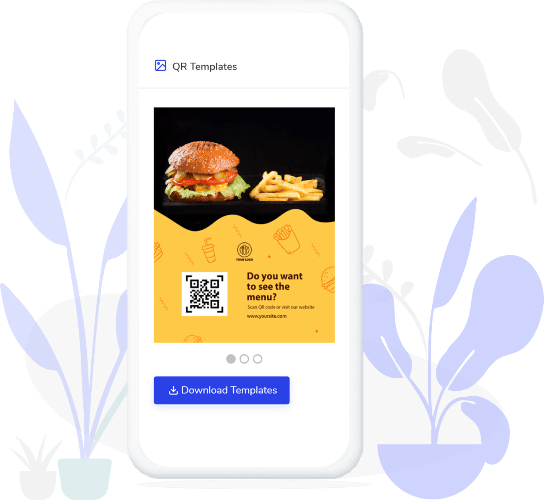 QR Templates
YOUR LOGO
Do you want
to see the
menu?
Scan QR code or visit our website
www.yoursite.com
Download Templates